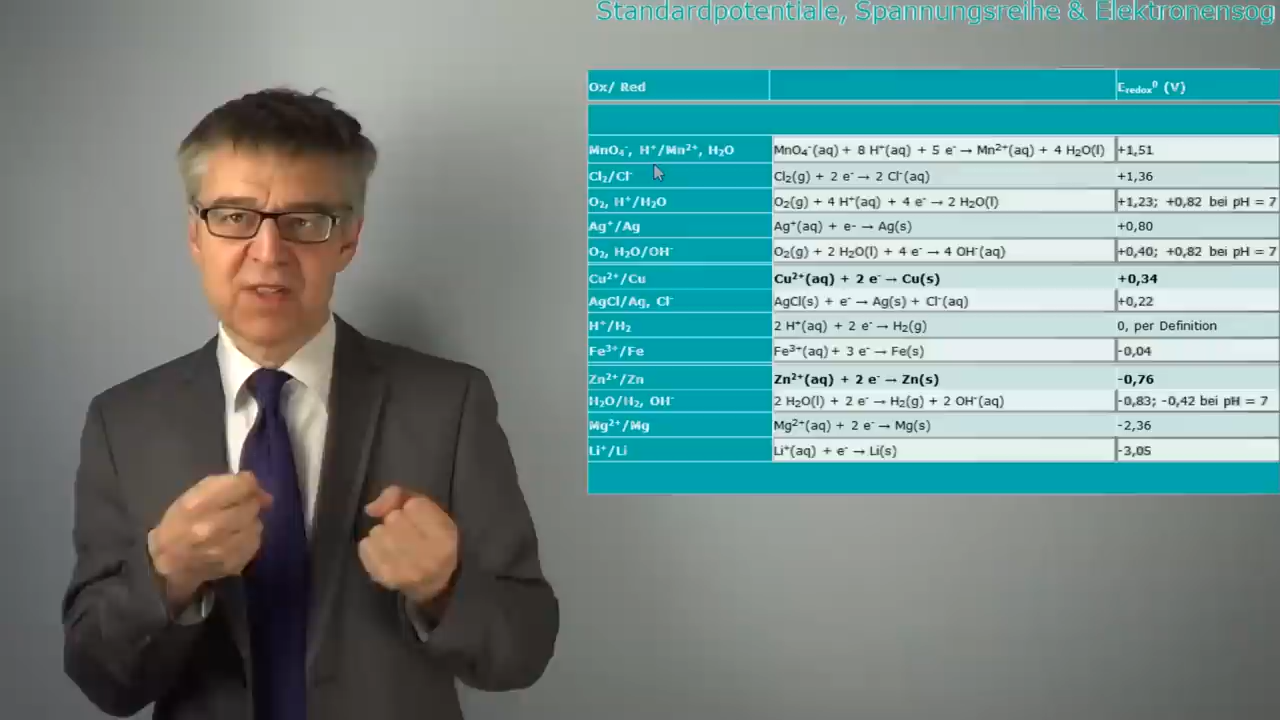 Standardpotentiale, Spannungsreihe & Elektronensog
Ox/ Red E₍redox₎⁰ (V)
MnO₄⁻, H⁺/Mn²⁺, H₂O MnO₄⁻(aq) + 8 H⁺(aq) + 5 e⁻ → Mn²⁺(aq) + 4 H₂O(l) +1,51
Cl₂/Cl⁻ Cl₂(g) + 2 e⁻ → 2 Cl⁻(aq) +1,36
O₂, H⁺/H₂O O₂(g) + 4 H⁺(aq) + 4 e⁻ → 2 H₂O(l) +1,23; +0,82 bei pH = 7
Ag⁺/Ag Ag⁺(aq) + e- → Ag(s) +0,80
O₂, H₂O/OH⁻ O₂(g) + 2 H₂O(l) + 4 e⁻ → 4 OH⁻(aq) +0,40; +0,82 bei pH = 7
Cu²⁺/Cu Cu²⁺(aq) + 2 e⁻ → Cu(s) +0,34
AgCl/Ag, Cl⁻ AgCl(s) + e⁻ → Ag(s) + Cl⁻(aq) +0,22
H⁺/H₂ 2 H⁺(aq) + 2 e⁻ → H₂(g) 0, per Definition
Fe³⁺/Fe Fe³⁺(aq) + 3 e⁻ → Fe(s) -0,04
Zn²⁺/Zn Zn²⁺(aq) + 2 e⁻ → Zn(s) -0,76
H₂O/H₂, OH⁻ 2 H₂O(l) + 2 e⁻ → H₂(g) + 2 OH⁻(aq) -0,83; -0,42 bei pH = 7
Mg²⁺/Mg Mg²⁺(aq) + 2 e⁻ → Mg(s) -2,36
Li⁺/Li Li⁺(aq) + e⁻ → Li(s) -3,05